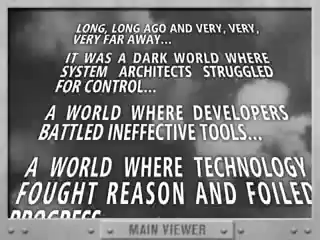 LONG, LONG AGO AND VERY, VERY,
VERY FAR AWAY...
IT WAS A DARK WORLD WHERE
SYSTEM ARCHITECTS STRUGGLED
FOR CONTROL...
A WORLD WHERE DEVELOPERS
BATTLED INEFFECTIVE TOOLS...
A WORLD WHERE TECHNOLOGY
FOUGHT REASON AND FOILED
PROGRESS
MAIN VIEWER